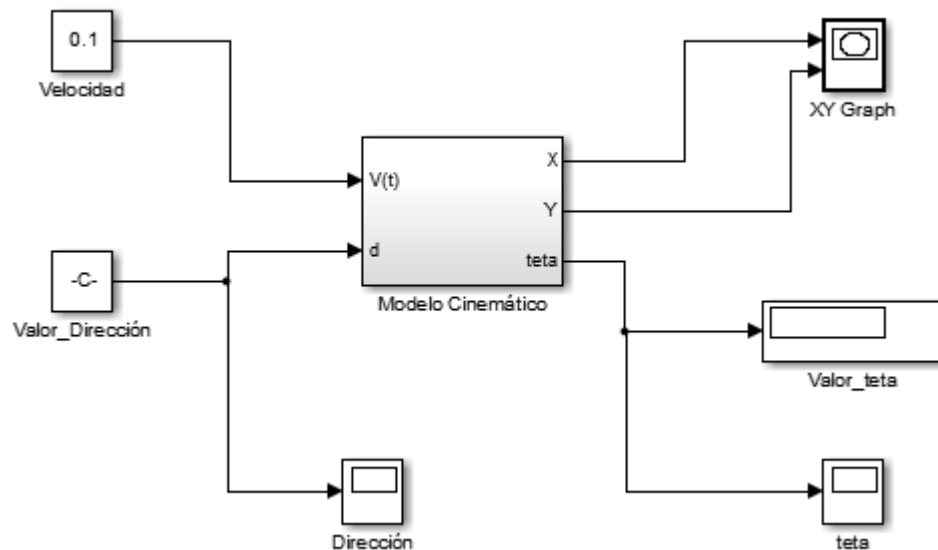 0.1
Velocidad
XY Graph
V(t)
X
Y
d
teta
Modelo Cinemático
-C-
Valor_Dirección
Valor_teta
Dirección
teta